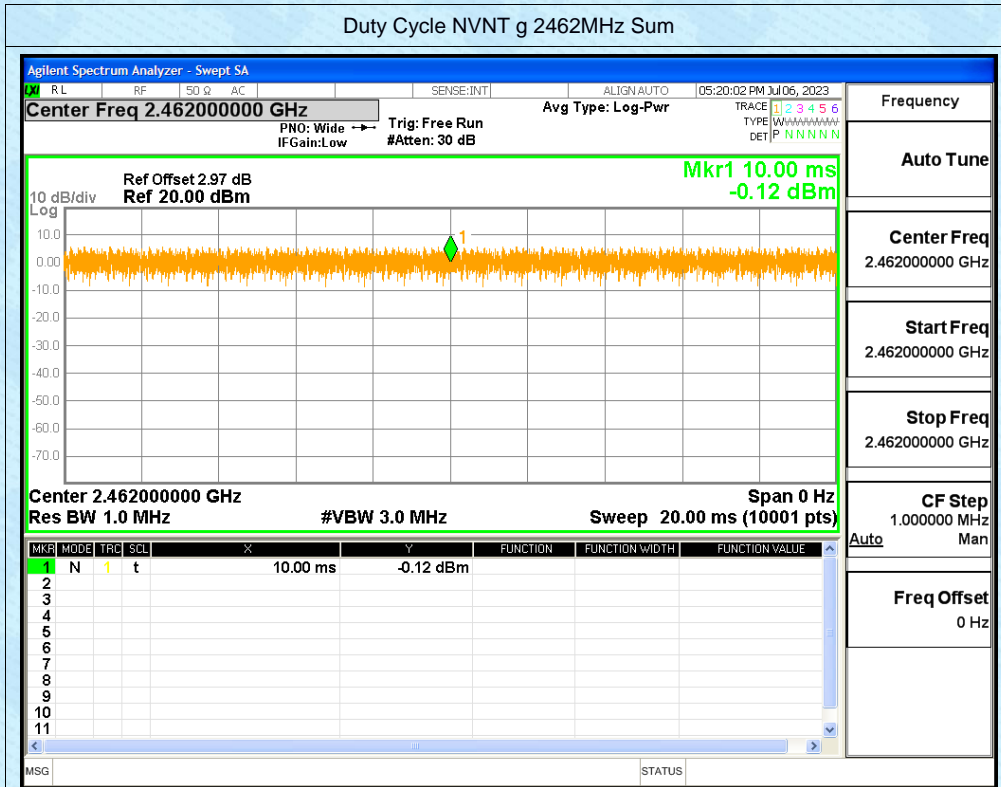 Duty Cycle NVNT g 2462MHz Sum
Agilent Spectrum Analyzer - Swept SA
LXI RL RF 50 Ω AC SENSE:INT ALIGN AUTO 05:20:02 PM Jul 06, 2023
Center Freq 2.462000000 GHz
PNO: Wide
IFGain:Low
Trig: Free Run
#Atten: 30 dB
Avg Type: Log-Pwr
TRACE 1 2 3 4 5 6
TYPE WWWWWW
DET P N N N N N
Mkr1 10.00 ms
-0.12 dBm
Ref Offset 2.97 dB
10 dB/div Ref 20.00 dBm
Log
10.0
0.00
-10.0
-20.0
-30.0
-40.0
-50.0
-60.0
-70.0
1
Center 2.462000000 GHz Span 0 Hz
Res BW 1.0 MHz #VBW 3.0 MHz Sweep 20.00 ms (10001 pts)
MKR MODE TRC SCL X Y FUNCTION FUNCTION WIDTH FUNCTION VALUE
1 N 1 t 10.00 ms -0.12 dBm
2
3
4
5
6
7
8
9
10
11
MSG STATUS
Frequency
Auto Tune
Center Freq
2.462000000 GHz
Start Freq
2.462000000 GHz
Stop Freq
2.462000000 GHz
CF Step
1.000000 MHz
Auto Man
Freq Offset
0 Hz